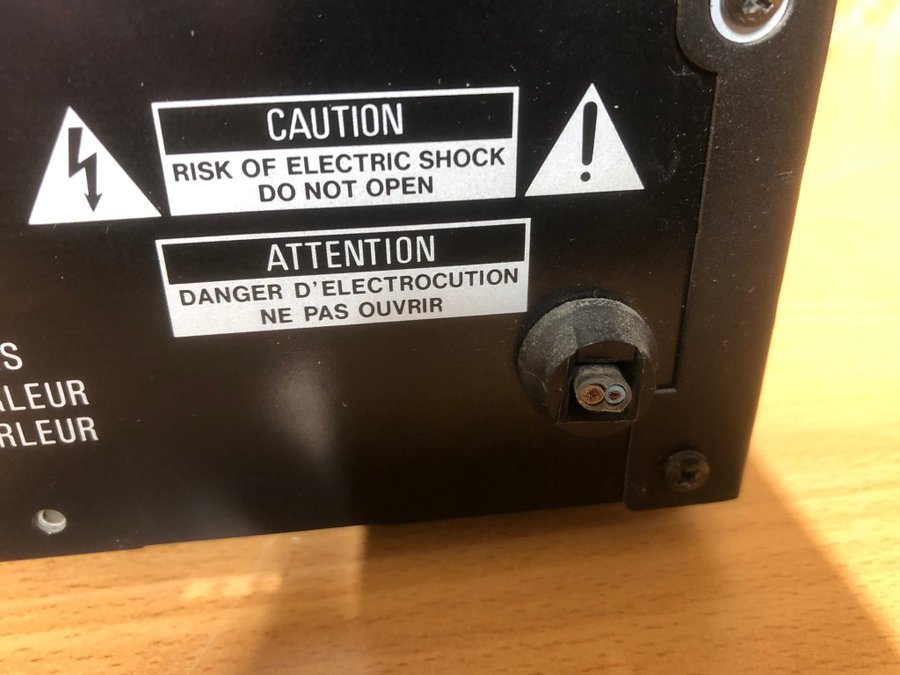 CAUTION
RISK OF ELECTRIC SHOCK
DO NOT OPEN
ATTENTION
DANGER D'ELECTROCUTION
NE PAS OUVRIR